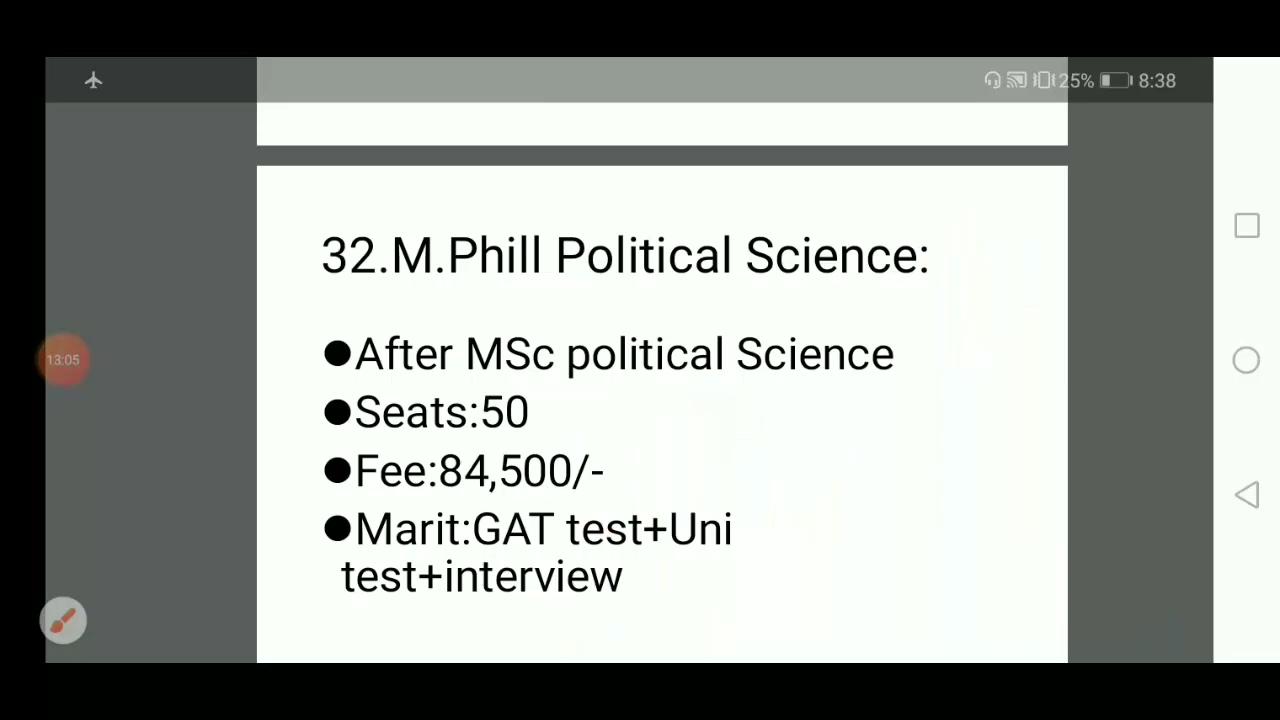 25% 8:38
32.M.Phill Political Science:
●After MSc political Science
13:05
●Seats:50
●Fee:84,500/-
●Marit:GAT test+Uni
test+interview